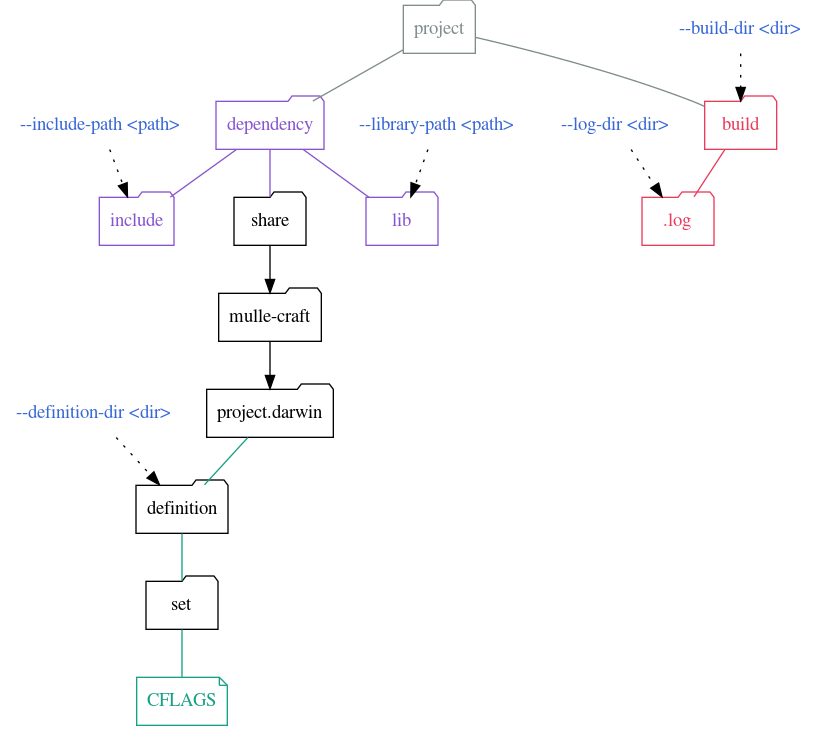 project
--build-dir <dir>
--include-path <path>
dependency
--library-path <path>
--log-dir <dir>
build
include
share
lib
.log
mulle-craft
--definition-dir <dir>
project.darwin
definition
set
CFLAGS